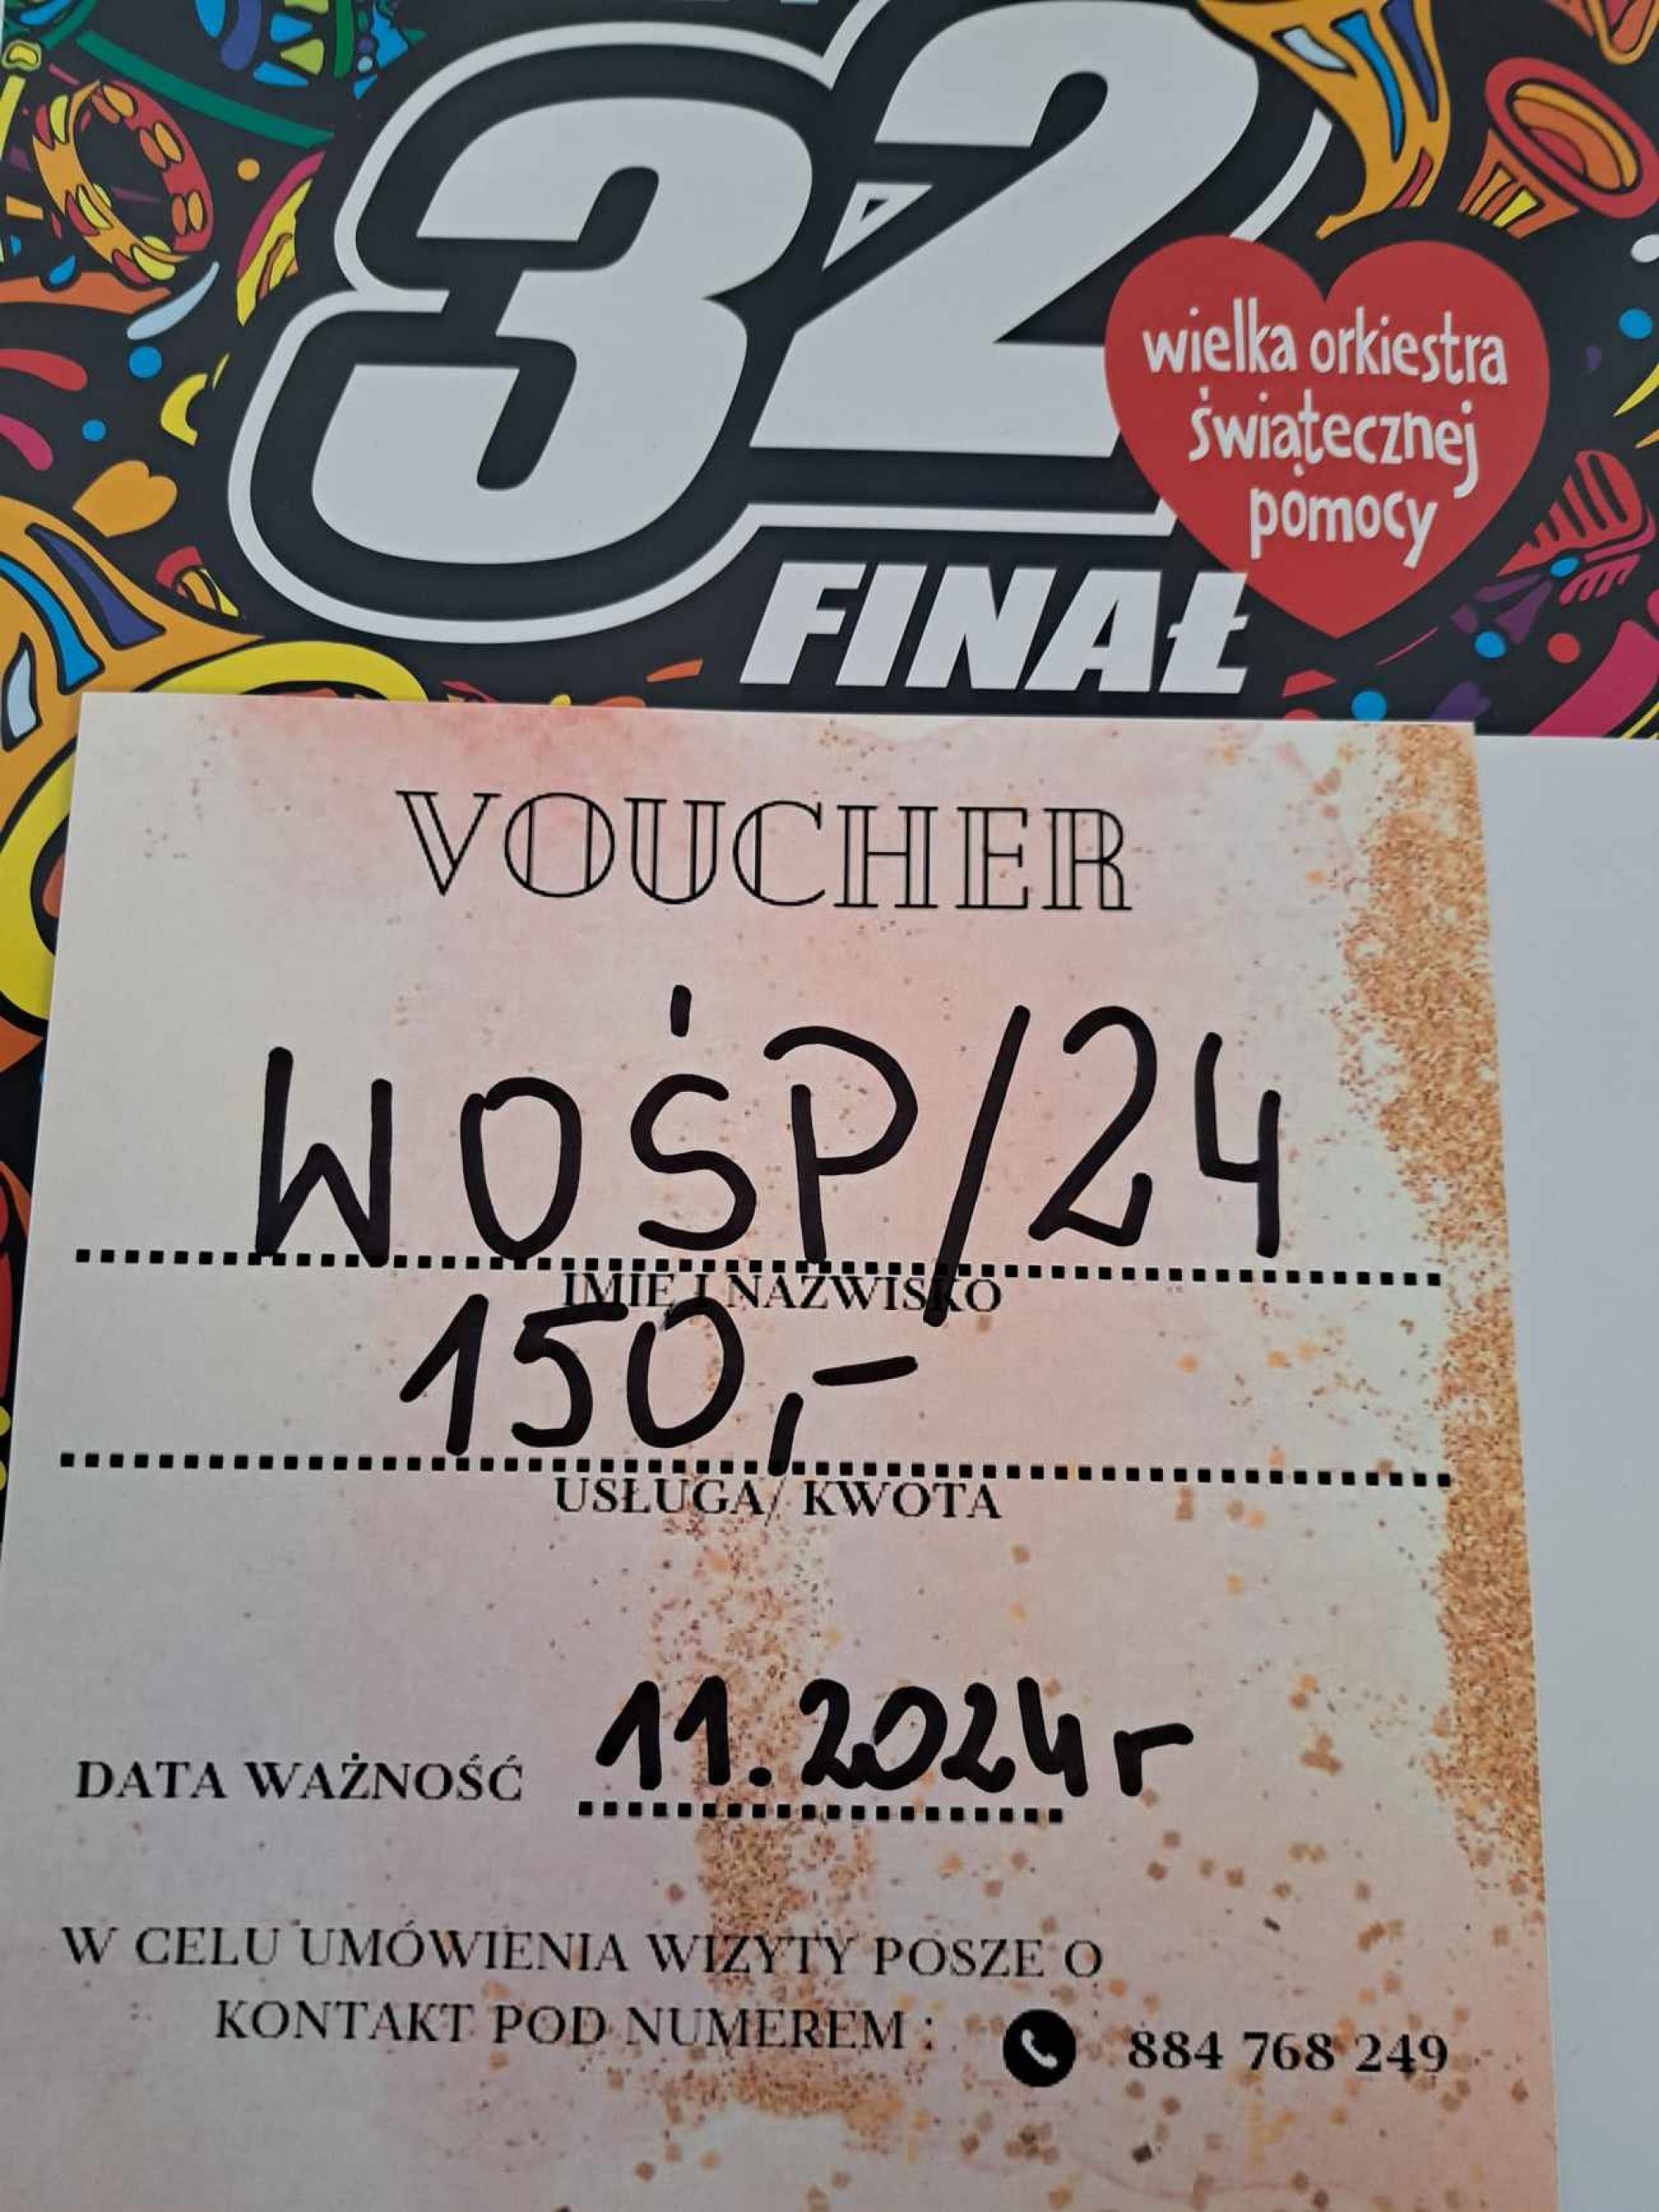 32
wielka orkiestra
świątecznej
pomocy
FINAŁ
VOUCHER
WOŚP/24
IMIĘ I NAZWISKO
150,-
USŁUGA/ KWOTA
DATA WAŻNOŚĆ 11.2024r
W CELU UMÓWIENIA WIZYTY POSZE O
KONTAKT POD NUMEREM : 884 768 249